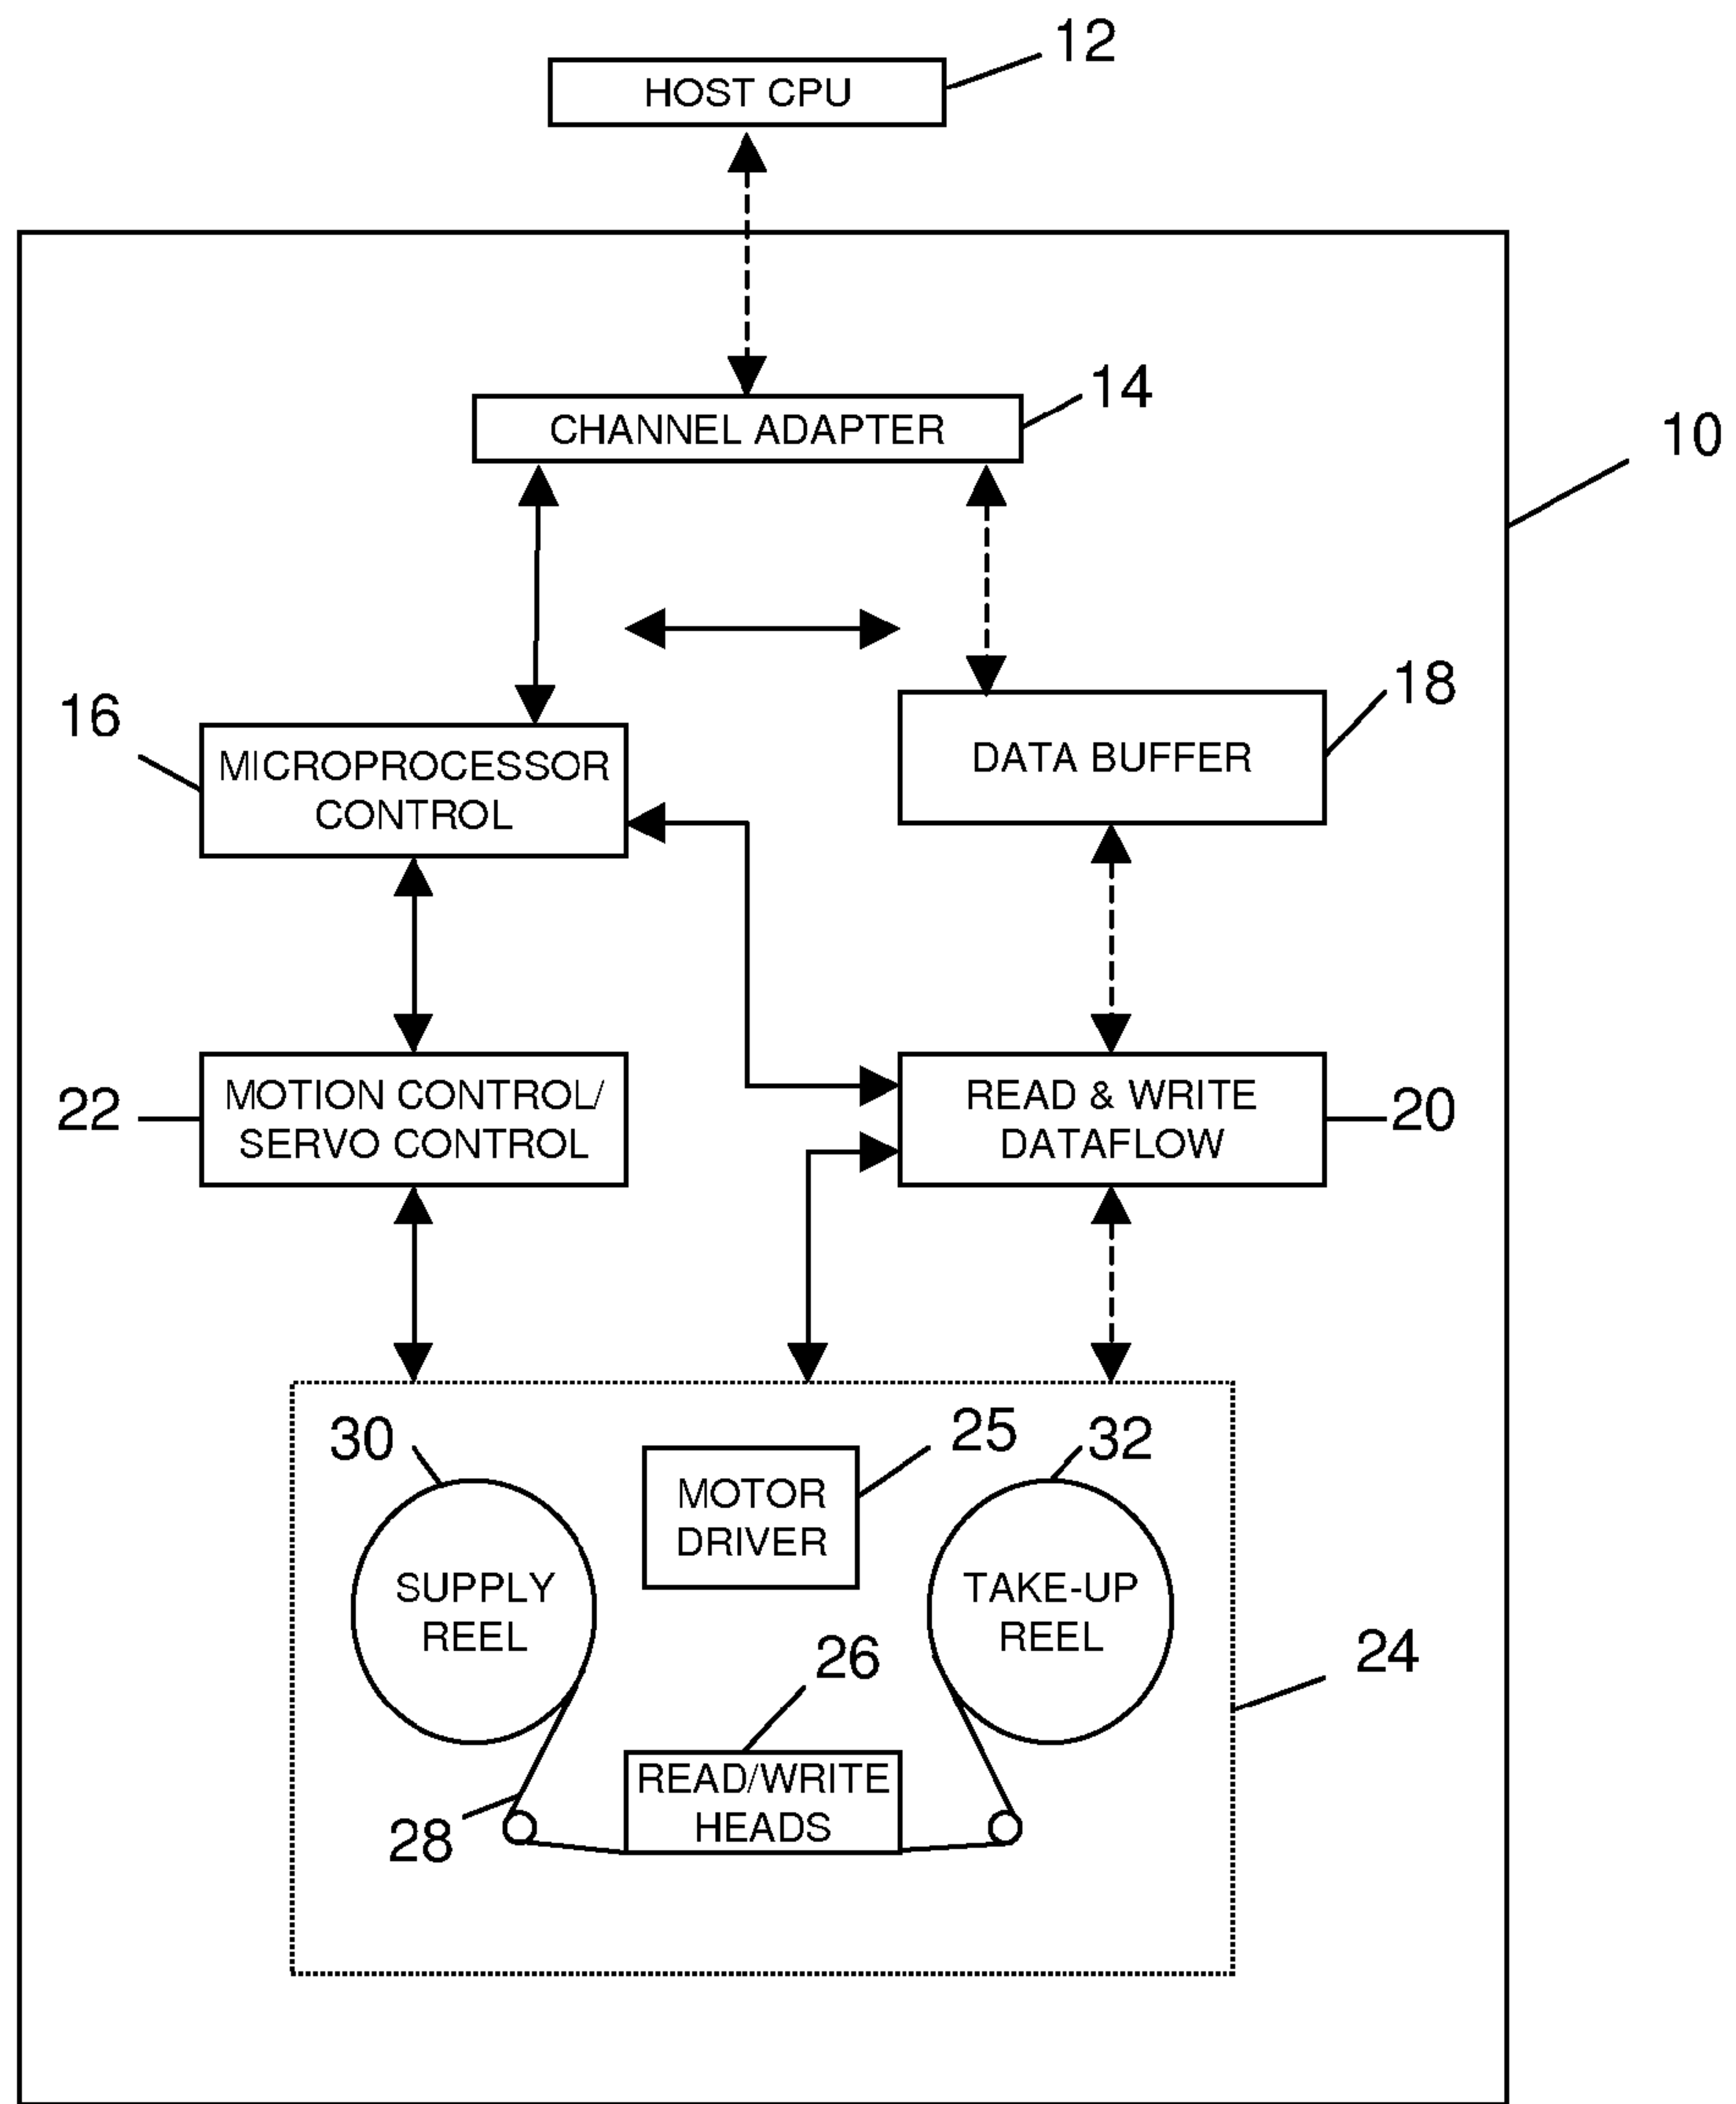 12
HOST CPU
14
CHANNEL ADAPTER
10
16
MICROPROCESSOR
CONTROL
18
DATA BUFFER
22
MOTION CONTROL/
SERVO CONTROL
READ & WRITE
DATAFLOW
20
30
25
32
MOTOR
DRIVER
SUPPLY
REEL
TAKE-UP
REEL
26
24
READ/WRITE
HEADS
28